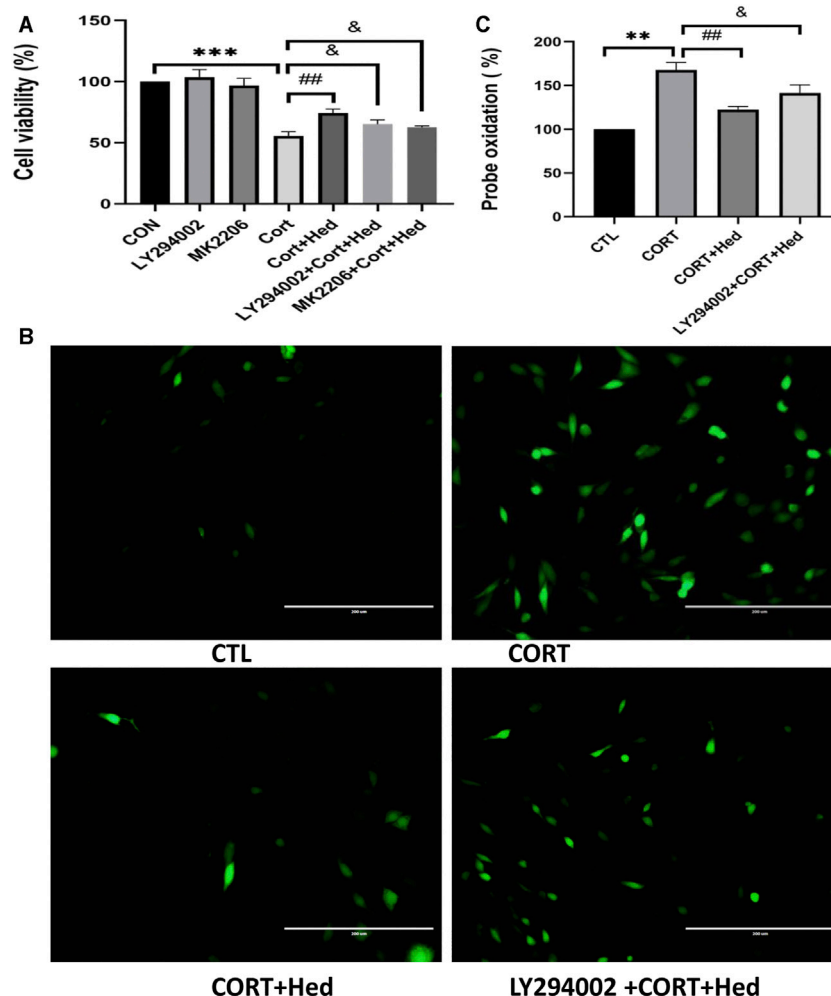 A
Cell viability (%)
150
100
50
0
***
##
&
&
CON
LY294002
MK2206
Cort
Cort+Hed
LY294002+Cort+Hed
MK2206+Cort+Hed
C
Probe oxidation ( %)
200
150
100
50
0
**
##
&
CTL
CORT
CORT+Hed
LY294002+CORT+Hed
B
CTL
CORT
CORT+Hed
LY294002 +CORT+Hed